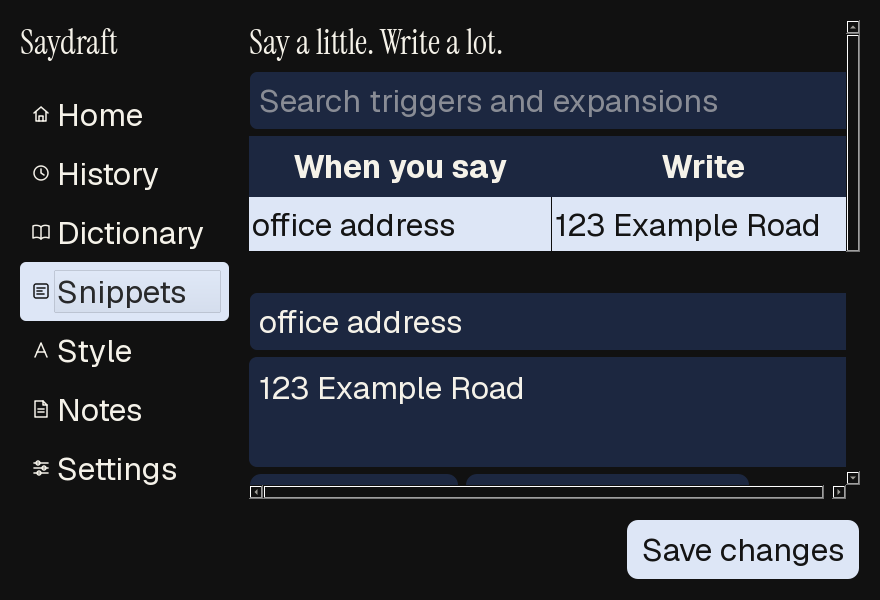 Saydraft
Say a little. Write a lot.
Home
History
Dictionary
Snippets
Style
Notes
Settings
Search triggers and expansions
When you say
Write
office address
123 Example Road
office address
123 Example Road
Save changes